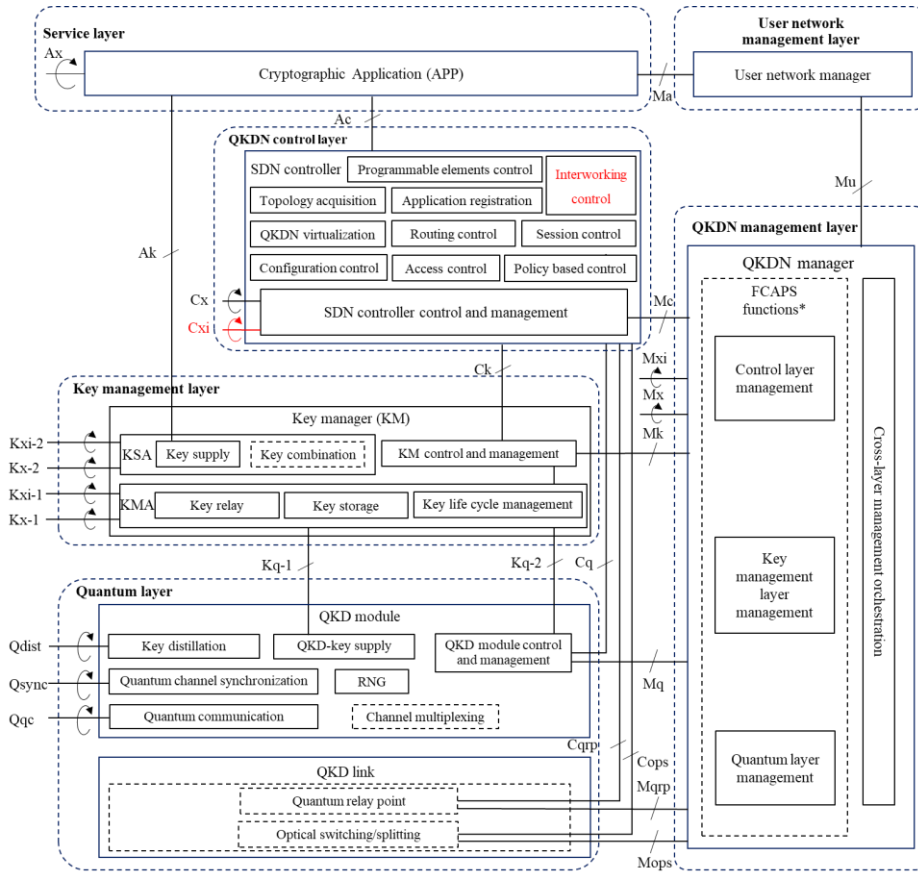 Service layer
Ax
Cryptographic Application (APP)
User network
management layer
User network manager
Ma
Ac
Mu
Ak
QKDN control layer
SDN controller
Programmable elements control
Interworking
control
Topology acquisition
Application registration
QKDN virtualization
Routing control
Session control
Configuration control
Access control
Policy based control
Cx
Cxi
SDN controller control and management
Mc
QKDN management layer
QKDN manager
FCAPS
functions*
Control layer
management
Key
management
layer
management
Quantum layer
management
Cross-layer management orchestration
Mxi
Mx
Mk
Ck
Key management layer
Key manager (KM)
Kxi-2
Kx-2
Kxi-1
Kx-1
KSA
Key supply
Key combination
KM control and management
KMA
Key relay
Key storage
Key life cycle management
Kq-1
Kq-2
Cq
Quantum layer
QKD module
Qdist
Key distillation
QKD-key supply
QKD module control
and management
Qsync
Quantum channel synchronization
RNG
Mq
Qqc
Quantum communication
Channel multiplexing
Cqrp
Cops
QKD link
Mqrp
Quantum relay point
Optical switching/splitting
Mops